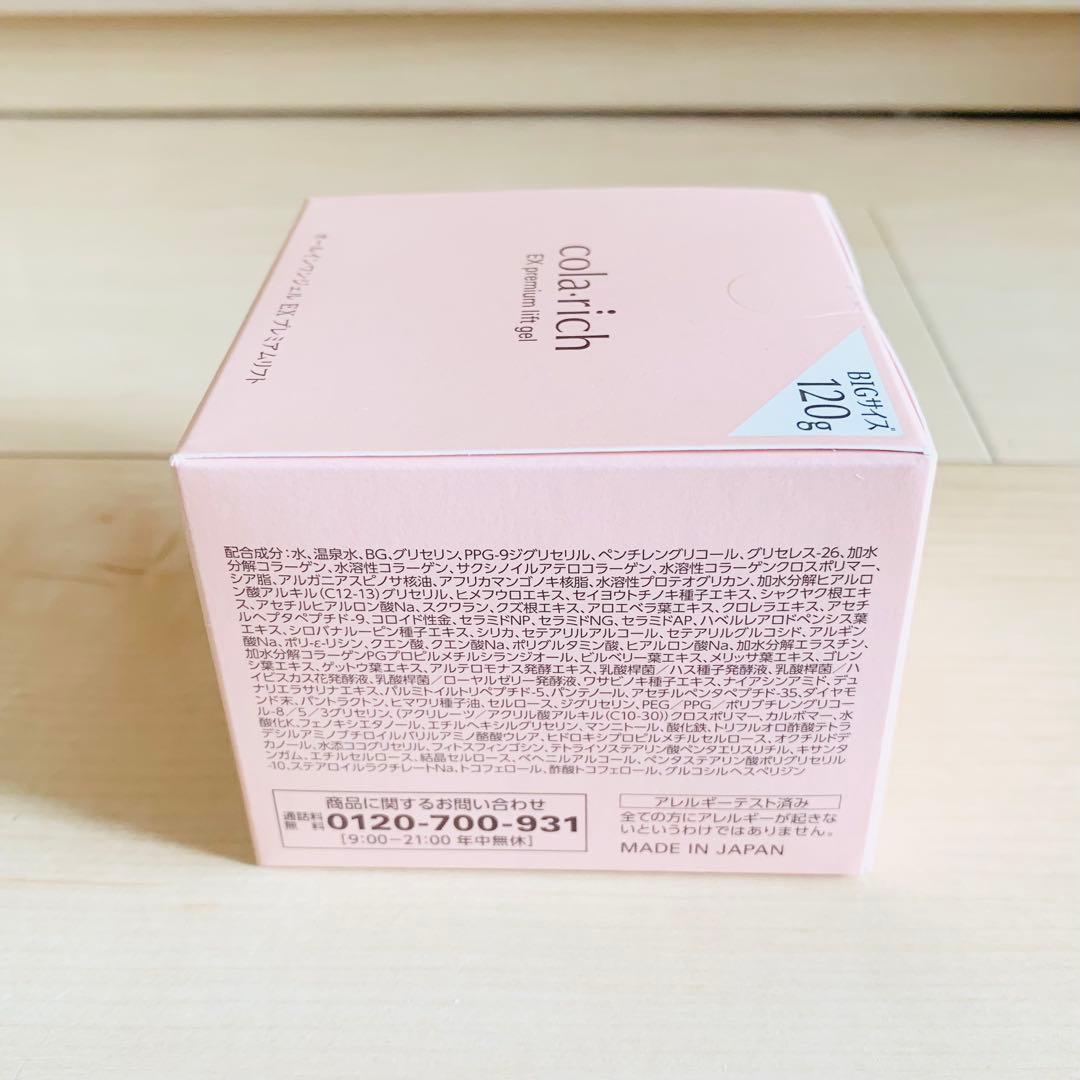 オールインワンジェル EX プレミアムリフト
cola·rich
EX premium lift gel
BIGサイズ
120g
配合成分：水、温泉水、BG、グリセリン、PPG-9ジグリセリル、ペンチレングリコール、グリセレス-26、加水
分解コラーゲン、水溶性コラーゲン、サクシノイルアテロコラーゲン、水溶性コラーゲンクロスポリマー、
シア脂、アルガニアスピノサ核油、アフリカマンゴノキ核脂、水溶性プロテオグリカン、加水分解ヒアルロ
ン酸アルキル(C12-13)グリセリル、ヒメフウロエキス、セイヨウトチノキ種子エキス、シャクヤク根エキ
ス、アセチルヒアルロン酸Na、スクワラン、クズ根エキス、アロエベラ葉エキス、クロレラエキス、アセチ
ルヘプタペプチド-9、コロイド性金、セラミドNP、セラミドNG、セラミドAP、ハベルレアロドペンシス葉
エキス、シロバナルーピン種子エキス、シリカ、セテアリルアルコール、セテアリルグルコシド、アルギン
酸Na、ポリ-ε-リシン、クエン酸、クエン酸Na、ポリグルタミン酸、ヒアルロン酸Na、加水分解エラスチン、
加水分解コラーゲンPGプロピルメチルシランジオール、ビルベリー葉エキス、メリッサ葉エキス、ゴレン
シ葉エキス、ゲットウ葉エキス、アルテロモナス発酵エキス、乳酸桿菌／ハス種子発酵液、乳酸桿菌／ハ
イビスカス花発酵液、乳酸桿菌／ローヤルゼリー発酵液、ワサビノキ種子エキス、ナイアシンアミド、デュ
ナリエラサリナエキス、パルミトイルトリペプチド-5、パンテノール、アセチルペンタペプチド-35、ダイヤモ
ンド末、パントラクトン、ヒマワリ種子油、セルロース、ジグリセリン、PEG／PPG／ポリブチレングリコー
ル-8／5／3グリセリン、(アクリレーツ／アクリル酸アルキル(C10-30))クロスポリマー、カルボマー、水
酸化K、フェノキシエタノール、エチルヘキシルグリセリン、マンニトール、酸化鉄、トリフルオロ酢酸テトラ
デシルアミノブチロイルバリルアミノ酪酸ウレア、ヒドロキシプロピルメチルセルロース、オクチルドデ
カノール、水添ココグリセリル、フィトスフィンゴシン、テトライソステアリン酸ペンタエリスリチル、キサンタ
ンガム、エチルセルロース、結晶セルロース、ベヘニルアルコール、ペンタステアリン酸ポリグリセリル
-10、ステアロイルラクチレートNa、トコフェロール、酢酸トコフェロール、グルコシルヘスペリジン
商品に関するお問い合わせ
通話料無料 0120-700-931
[9:00-21:00 年中無休]
アレルギーテスト済み
全ての方にアレルギーが起きな
いというわけではありません。
MADE IN JAPAN